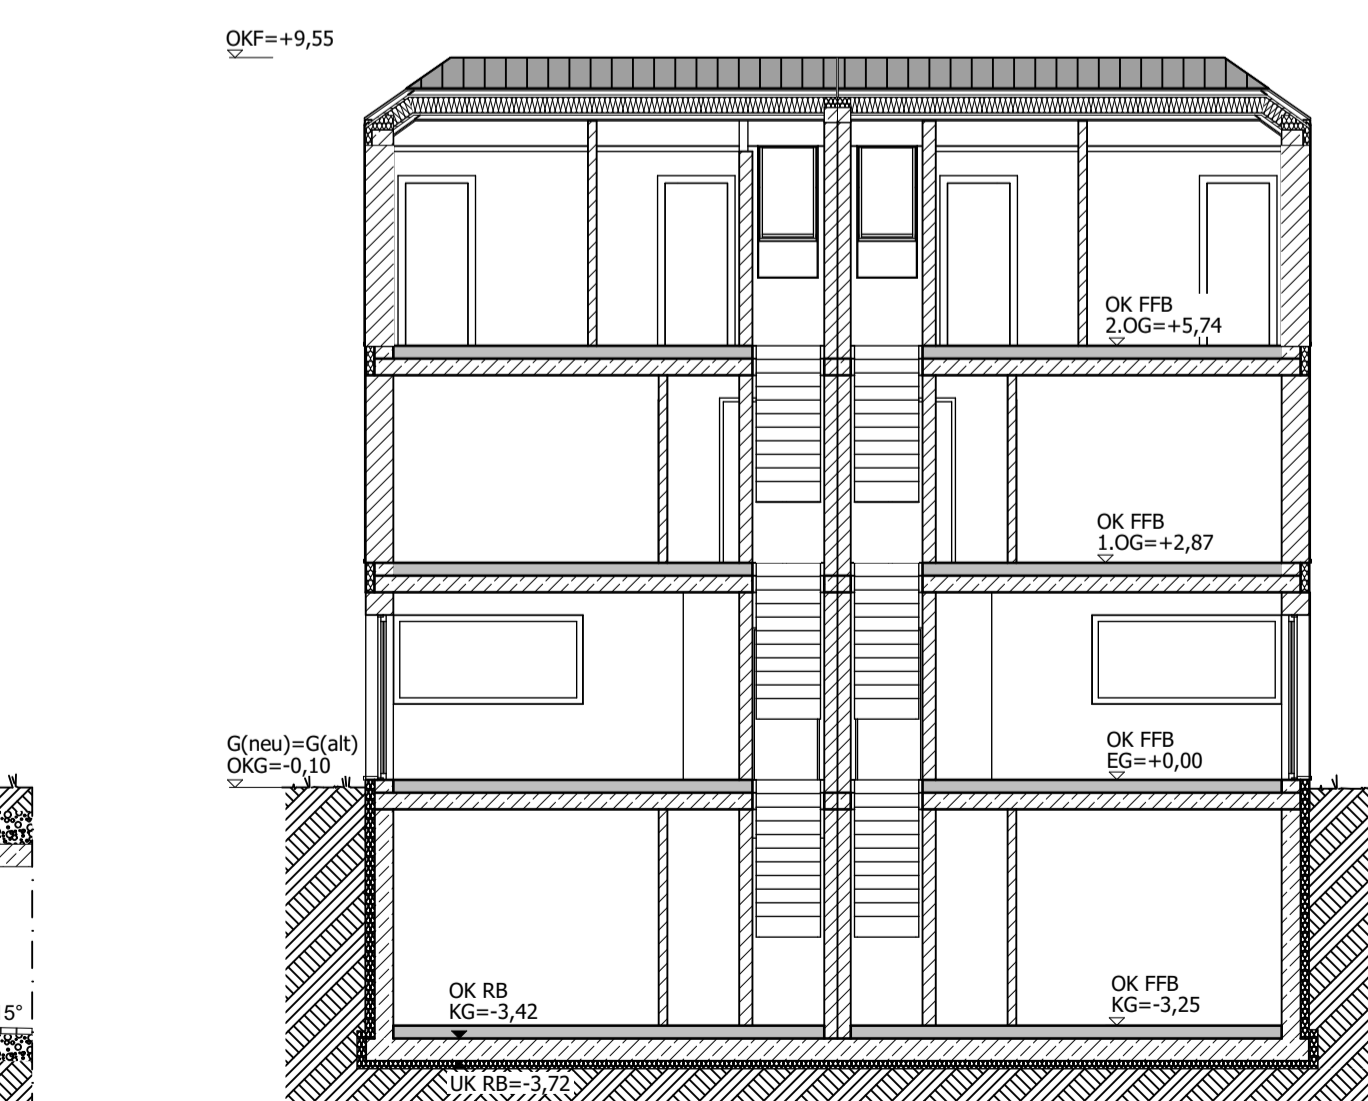 OKF=+9,55
OK FFB
2.OG=+5,74
OK FFB
1.OG=+2,87
G(neu)=G(alt)
OKG=-0,10
OK FFB
EG=+0,00
OK RB
KG=-3,42
OK FFB
KG=-3,25
5°
UK RB=-3,72